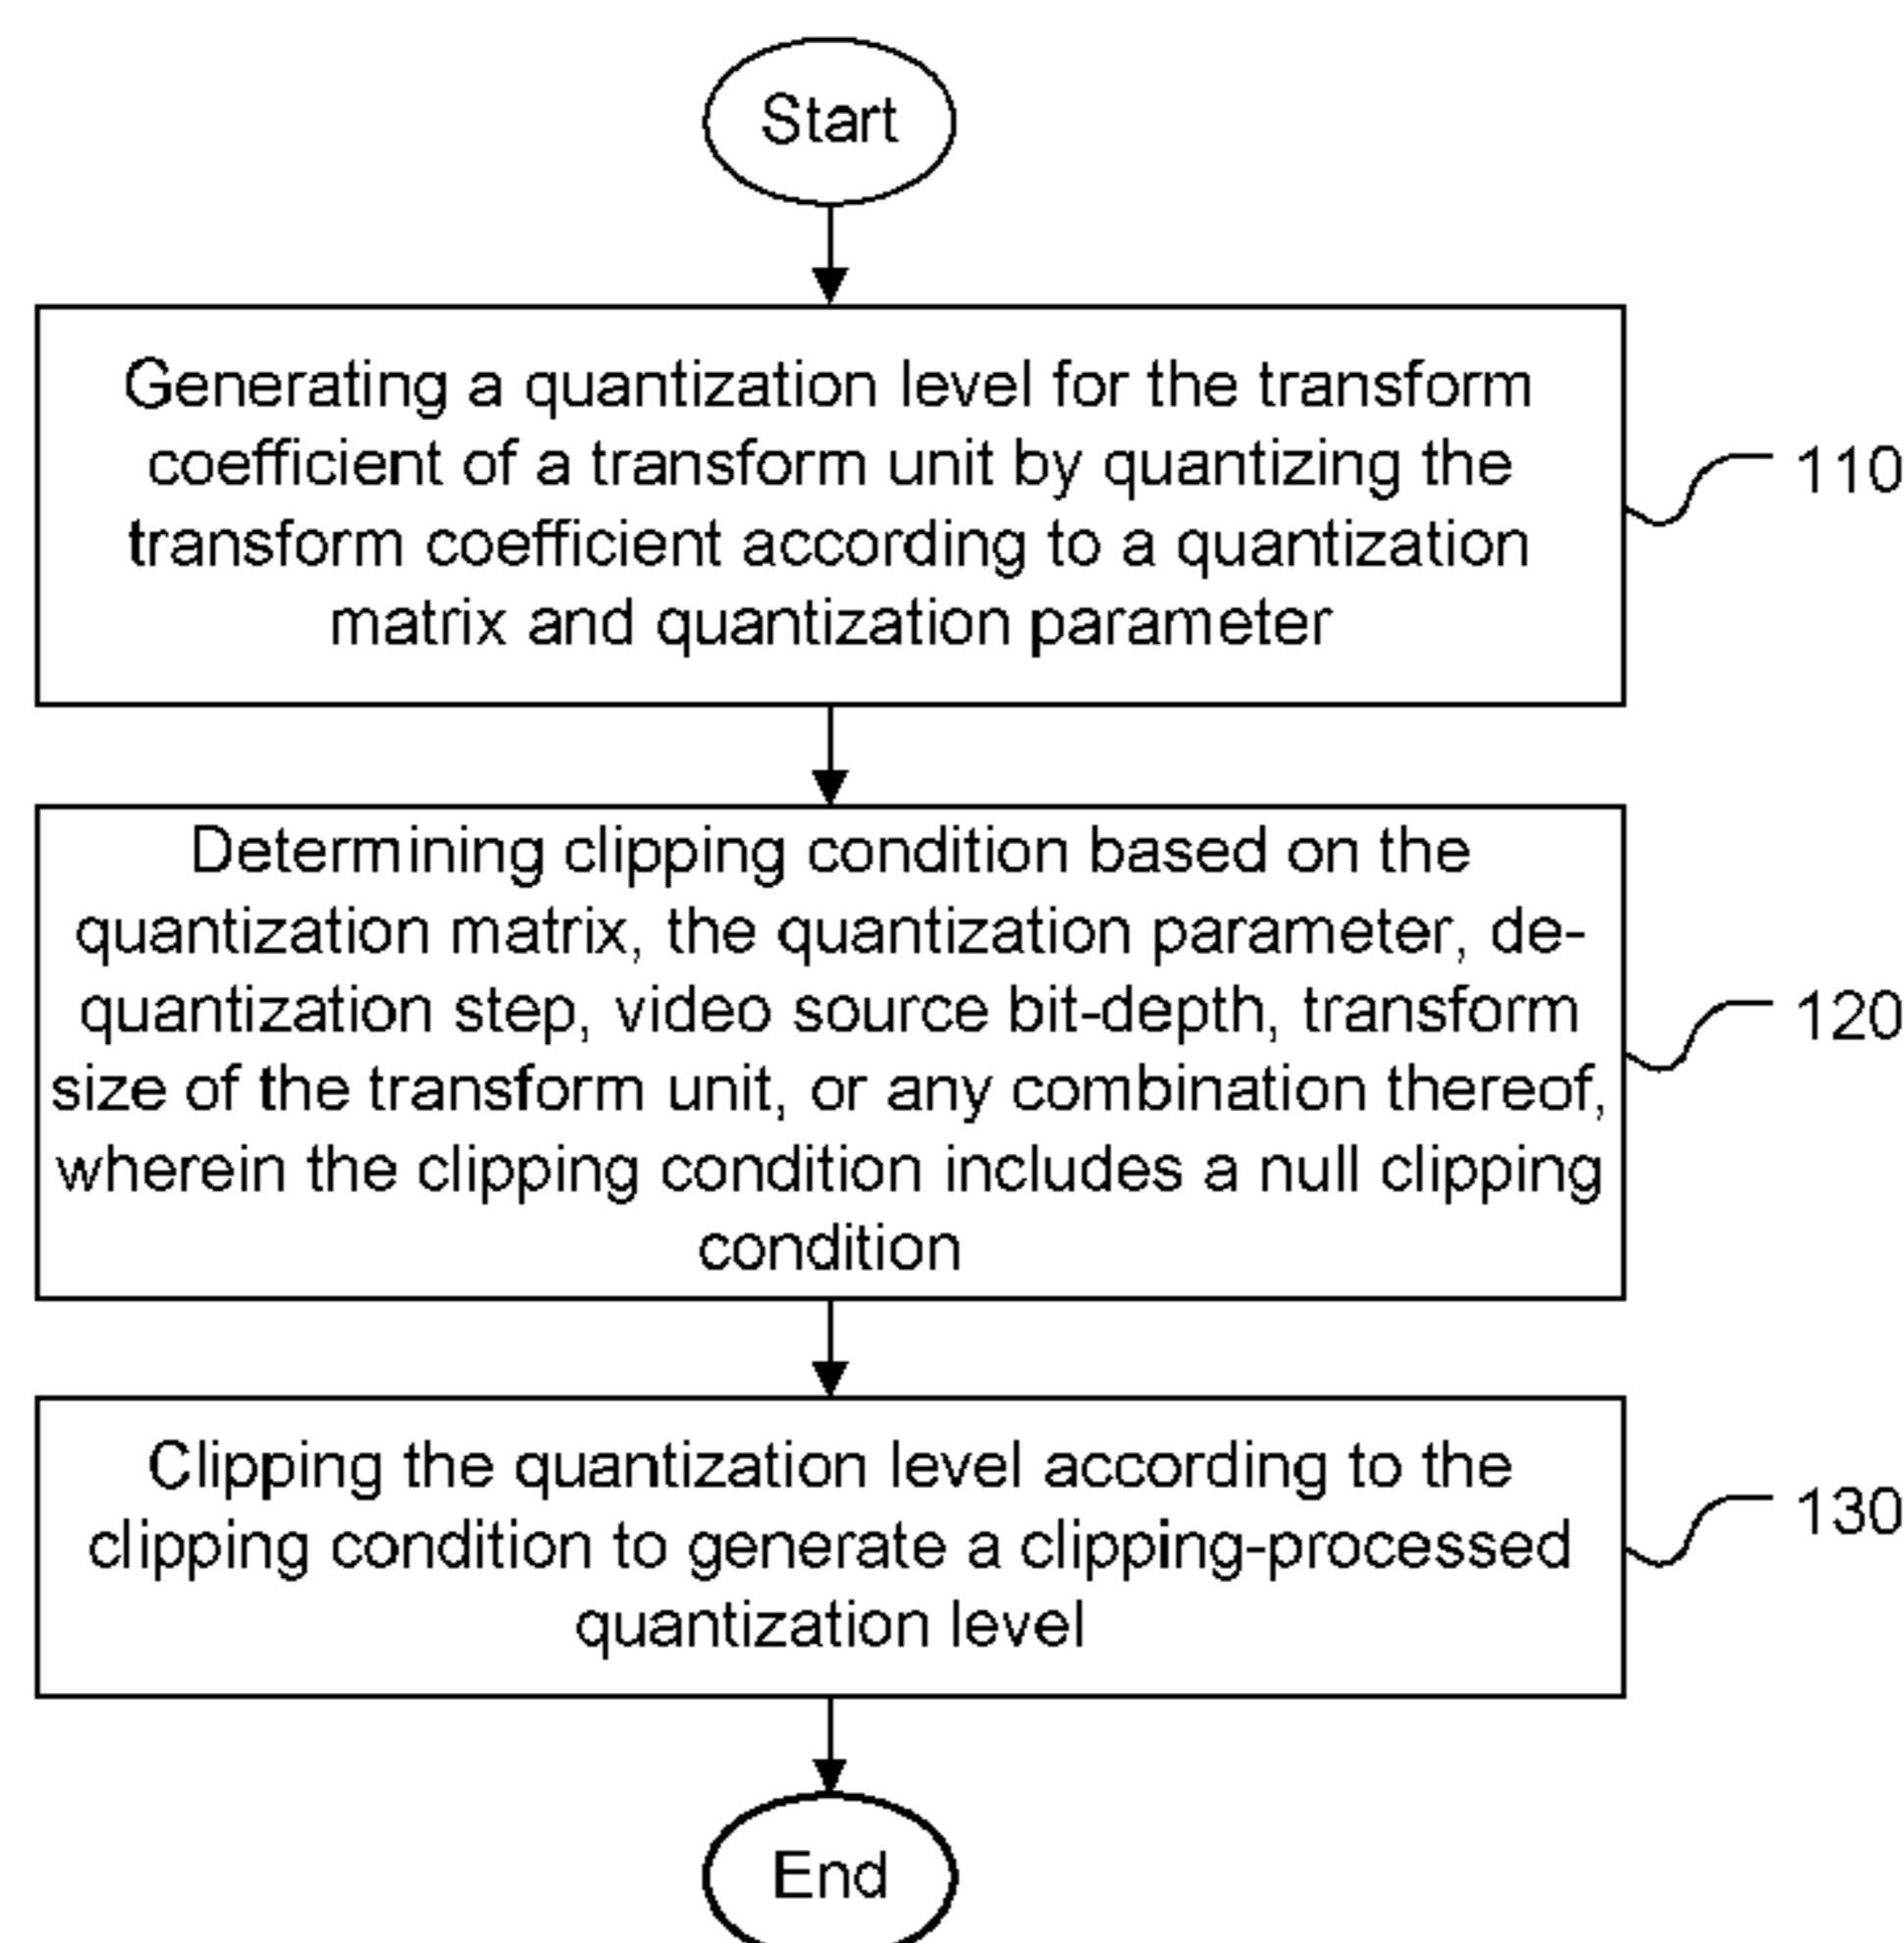 Start
Generating a quantization level for the transform
coefficient of a transform unit by quantizing the
transform coefficient according to a quantization
matrix and quantization parameter
110
Determining clipping condition based on the
quantization matrix, the quantization parameter, de-
quantization step, video source bit-depth, transform
size of the transform unit, or any combination thereof,
wherein the clipping condition includes a null clipping
condition
120
Clipping the quantization level according to the
clipping condition to generate a clipping-processed
quantization level
130
End